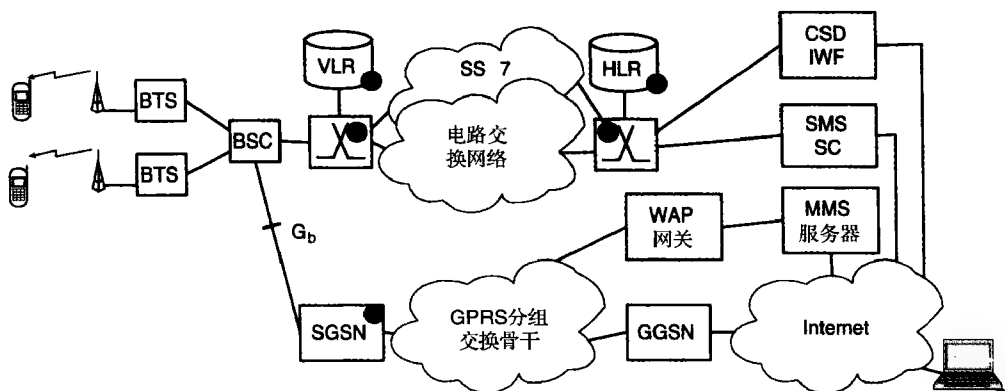 CSD
IWF
VLR
SS 7
HLR
BTS
BSC
电路交
换网络
SMS
SC
BTS
WAP
网关
MMS
服务器
Gb
SGSN
GPRS分组
交换骨干
GGSN
Internet